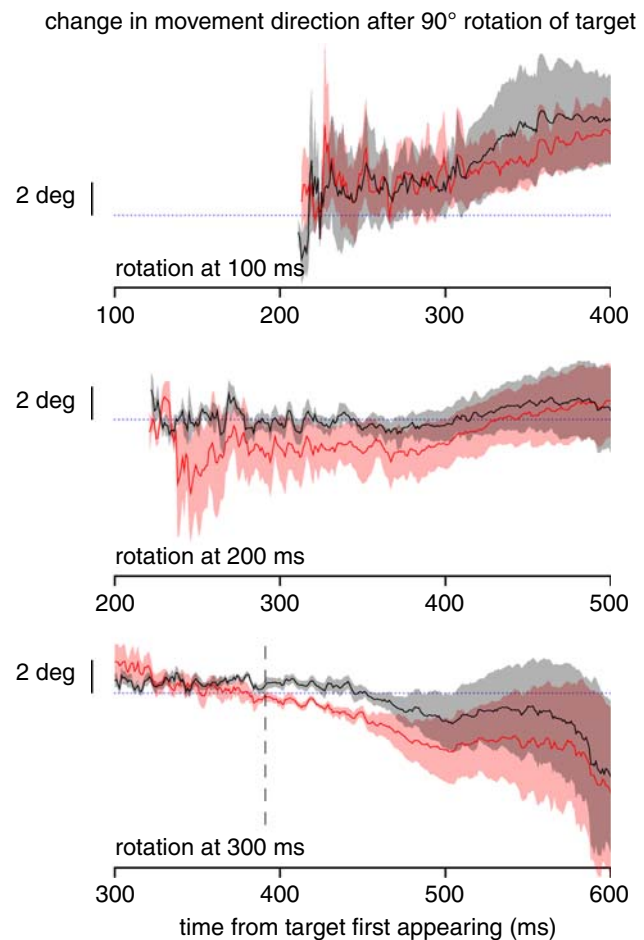 change in movement direction after 90° rotation of target
2 deg
rotation at 100 ms
100 200 300 400
2 deg
rotation at 200 ms
200 300 400 500
2 deg
rotation at 300 ms
300 400 500 600
time from target first appearing (ms)